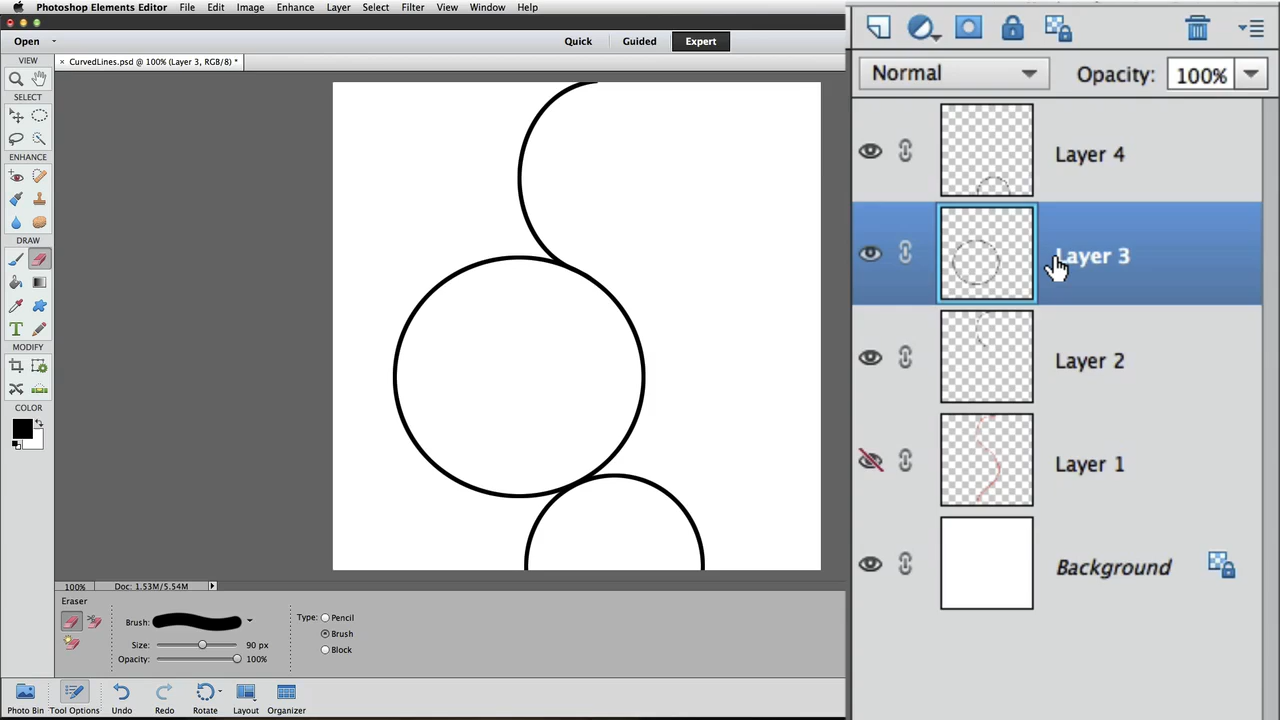 Photoshop Elements Editor File Edit Image Enhance Layer Select Filter View Window Help
Open Quick Guided Expert
VIEW
× CurvedLines.psd @ 100% (Layer 3, RGB/8) *
SELECT
ENHANCE
DRAW
T
MODIFY
COLOR
100% Doc: 1.53M/5.54M
Eraser
Brush:
Size: 90 px
Opacity: 100%
Type: Pencil
Brush
Block
Photo Bin Tool Options Undo Redo Rotate Layout Organizer
Normal Opacity: 100%
Layer 4
Layer 3
Layer 2
Layer 1
Background